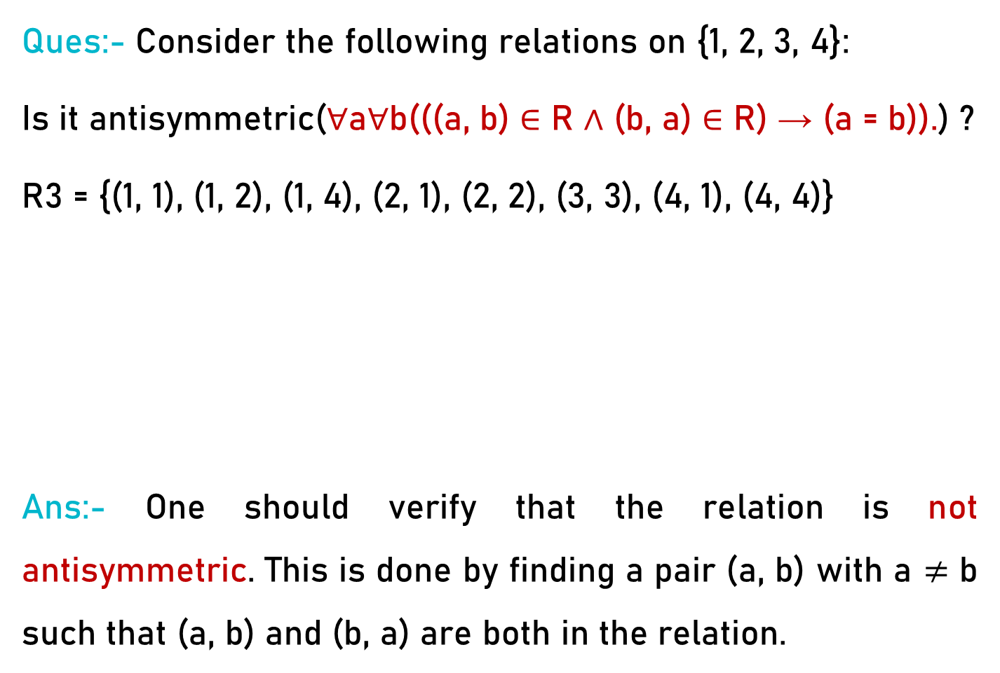 Ques:- Consider the following relations on {1, 2, 3, 4}:
Is it antisymmetric(∀a∀b(((a, b) ∈ R ∧ (b, a) ∈ R) → (a = b)).) ?
R3 = {(1, 1), (1, 2), (1, 4), (2, 1), (2, 2), (3, 3), (4, 1), (4, 4)}
Ans:- One should verify that the relation is not
antisymmetric. This is done by finding a pair (a, b) with a ≠ b
such that (a, b) and (b, a) are both in the relation.